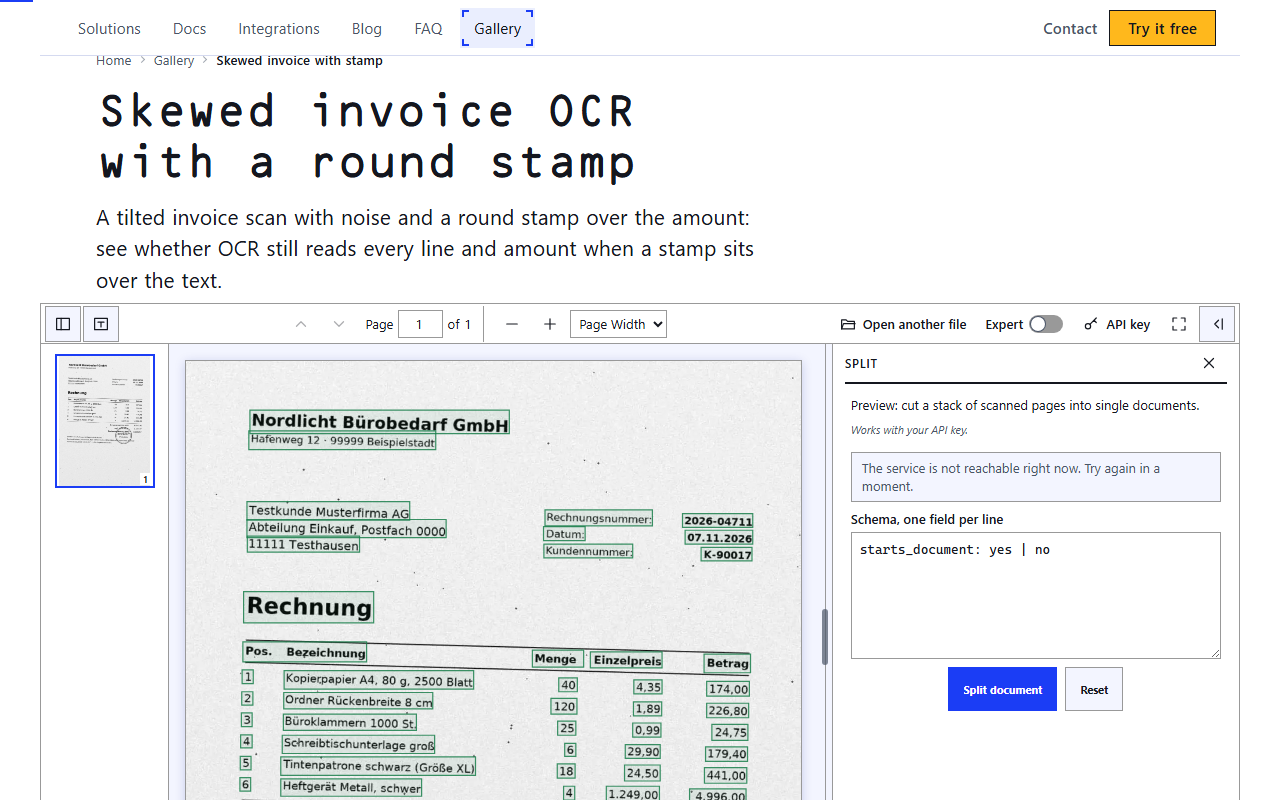 Solutions Docs Integrations Blog FAQ Gallery Contact Try it free
Home > Gallery > Skewed invoice with stamp
Skewed invoice OCR
with a round stamp
A tilted invoice scan with noise and a round stamp over the amount:
see whether OCR still reads every line and amount when a stamp sits
over the text.
Page 1 of 1 Page Width Open another file Expert API key
1
Nordlicht Bürobedarf GmbH
Hafenweg 12 · 99999 Beispielstadt
Testkunde Musterfirma AG
Abteilung Einkauf, Postfach 0000
11111 Testhausen
Rechnungsnummer: 2026-04711
Datum: 07.11.2026
Kundennummer: K-90017
Rechnung
Pos. Bezeichnung Menge Einzelpreis Betrag
1 Kopierpapier A4, 80 g, 2500 Blatt 40 4,35 174,00
2 Ordner Rückenbreite 8 cm 120 1,89 226,80
3 Büroklammern 1000 St. 25 0,99 24,75
4 Schreibtischunterlage groß 6 29,90 179,40
5 Tintenpatrone schwarz (Größe XL) 18 24,50 441,00
6 Heftgerät Metall, schwer 4 1.249,00 4.996,00
SPLIT
Preview: cut a stack of scanned pages into single documents.
Works with your API key.
The service is not reachable right now. Try again in a
moment.
Schema, one field per line
starts_document: yes | no
Split document Reset